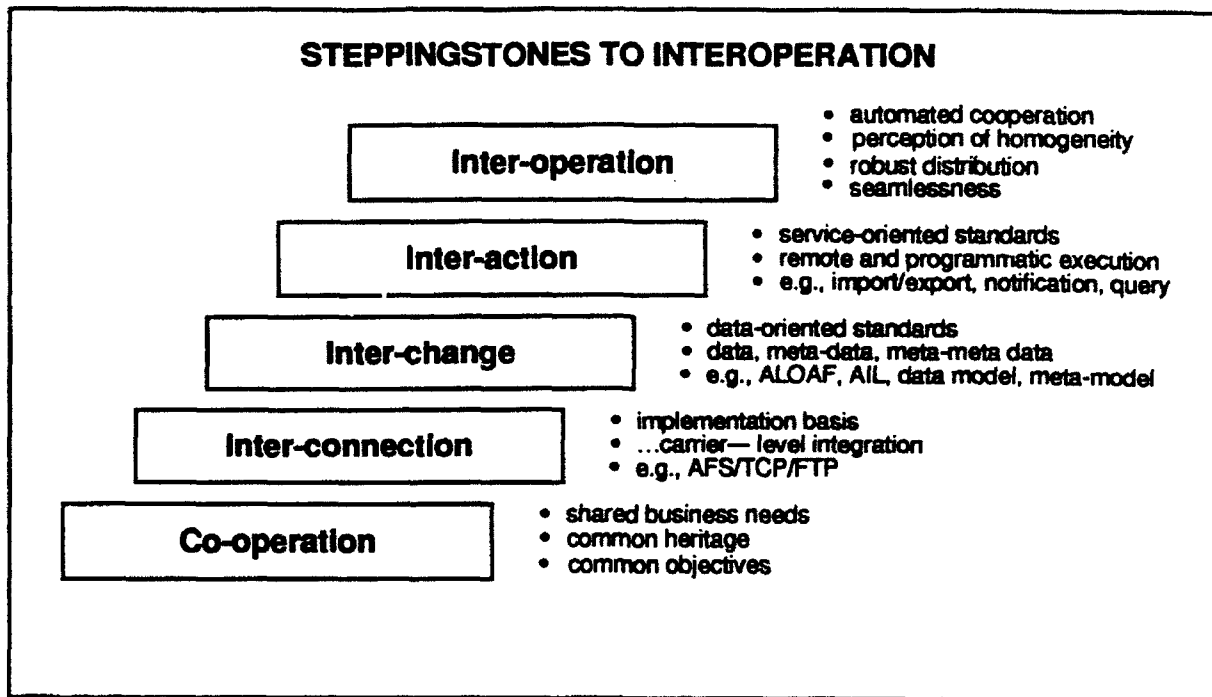 STEPPINGSTONES TO INTEROPERATION
Inter-operation
• automated cooperation
• perception of homogeneity
• robust distribution
• seamlessness
Inter-action
• service-oriented standards
• remote and programmatic execution
• e.g., import/export, notification, query
Inter-change
• data-oriented standards
• data, meta-data, meta-meta data
• e.g., ALOAF, AIL, data model, meta-model
Inter-connection
• implementation basis
• ...carrier— level integration
• e.g., AFS/TCP/FTP
Co-operation
• shared business needs
• common heritage
• common objectives